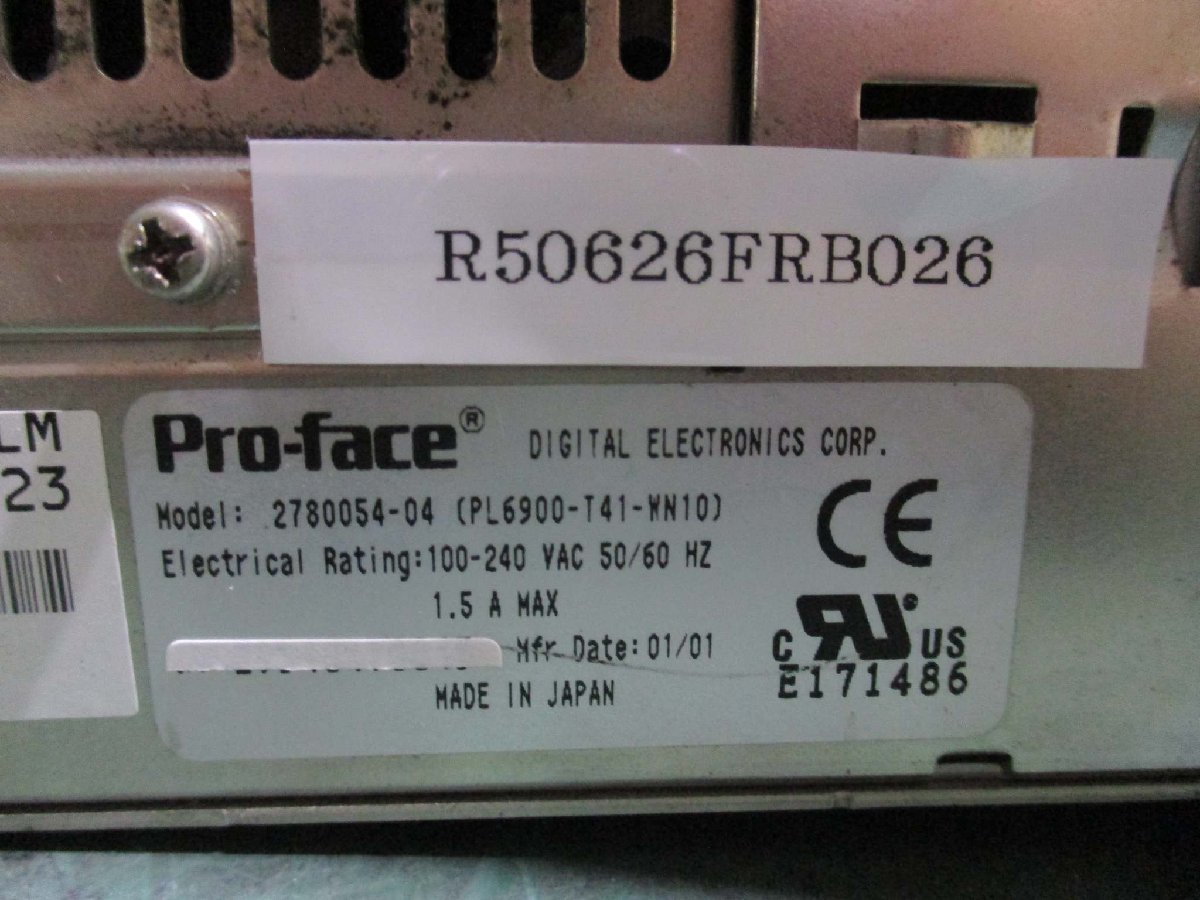 R50626FRB026
LM
23
Pro-face® DIGITAL ELECTRONICS CORP.
Model: 2780054-04 (PL6900-T41-WN10)
Electrical Rating:100-240 VAC 50/60 HZ
1.5 A MAX
Mfr Date:01/01
MADE IN JAPAN
CE
C RU US
E171486